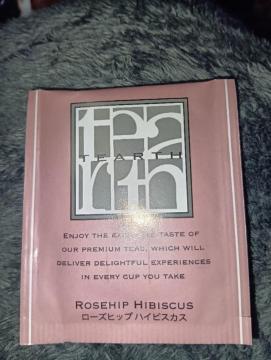 tea
TEARTH
rth
ENJOY THE EXQUISITE TASTE OF
OUR PREMIUM TEAS, WHICH WILL
DELIVER DELIGHTFUL EXPERIENCES
IN EVERY CUP YOU TAKE
ROSEHIP HIBISCUS
ローズヒップ ハイビスカス